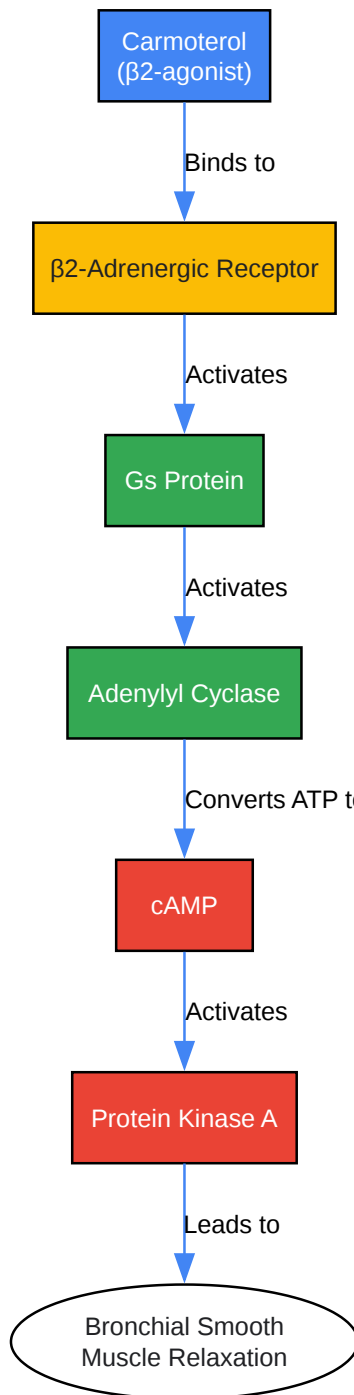 Carmoterol
(β2-agonist)
Binds to
β2-Adrenergic Receptor
Activates
Gs Protein
Activates
Adenylyl Cyclase
Converts ATP to
cAMP
Activates
Protein Kinase A
Leads to
Bronchial Smooth
Muscle Relaxation